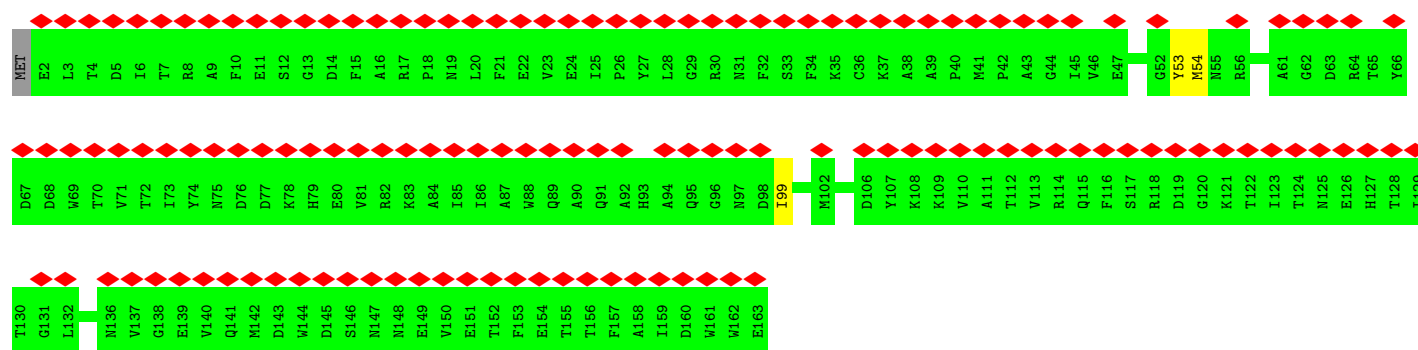 MET E2 L3 T4 D5 I6 T7 R8 A9 F10 E11 S12 G13 D14 F15 A16 R17 P18 N19 L20 F21 E22 V23 E24 I25 P26 Y27 L28 G29 R30 N31 F32 S33 F34 K35 C36 K37 A38 A39 P40 M41 P42 A43 G44 I45 V46 E47 G52 Y53 M54 N55 R56 A61 G62 D63 R64 T65 Y66
D67 D68 W69 T70 V71 T72 I73 Y74 N75 D76 D77 K78 H79 E80 V81 R82 K83 A84 I85 I86 A87 W88 Q89 A90 Q91 A92 H93 A94 Q95 G96 N97 D98 I99 M102 D106 Y107 K108 K109 V110 A111 T112 V113 R114 Q115 F116 S117 R118 D119 G120 K121 T122 I123 T124 N125 E126 H127 T128 I129
T130 G131 L132 N136 V137 G138 E139 V140 Q141 M142 D143 W144 D145 S146 N147 N148 E149 V150 E151 T152 F153 E154 T155 T156 F157 A158 I159 D160 W161 W162 E163